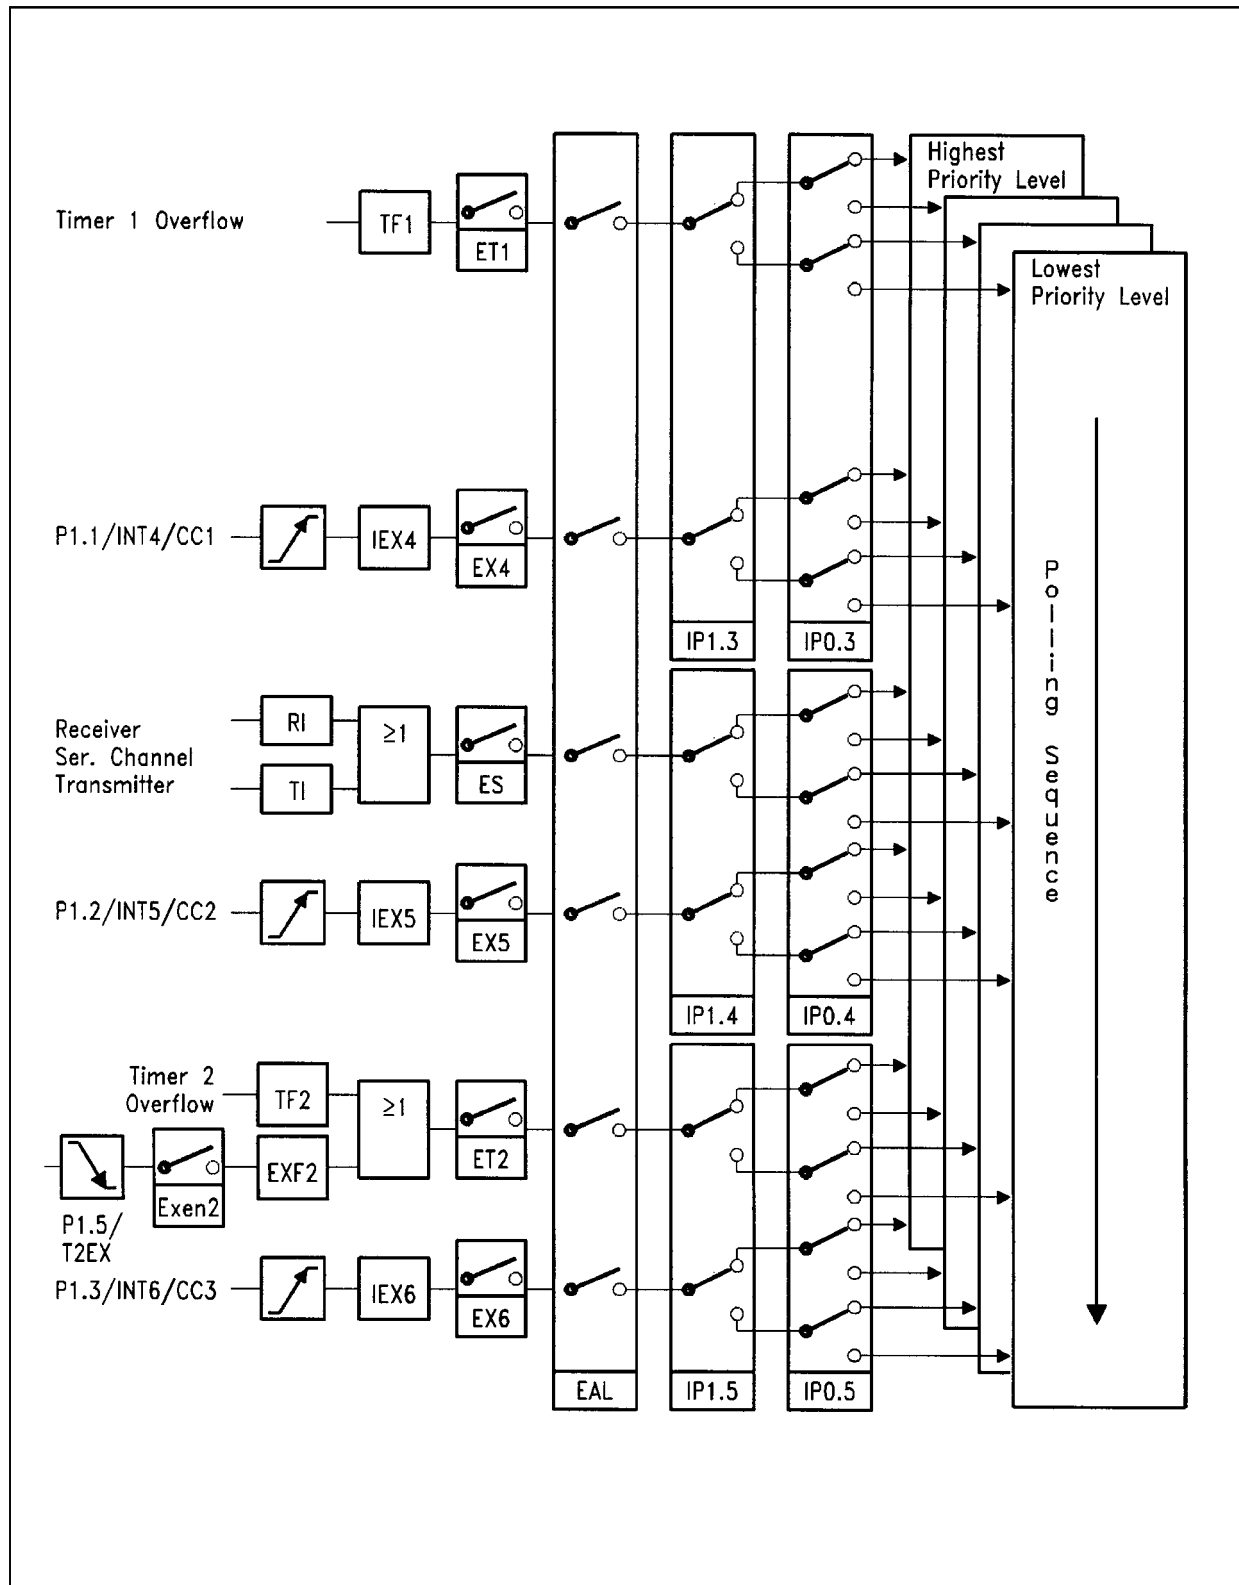 Highest
Priority Level
Timer 1 Overflow
TF1
ET1
Lowest
Priority Level
P1.1/INT4/CC1
IEX4
EX4
IP1.3
IP0.3
Polling Sequence
Receiver
Ser. Channel
Transmitter
RI
TI
≥1
ES
P1.2/INT5/CC2
IEX5
EX5
IP1.4
IP0.4
Timer 2
Overflow
TF2
≥1
ET2
EXF2
Exen2
P1.5/
T2EX
P1.3/INT6/CC3
IEX6
EX6
EAL
IP1.5
IP0.5